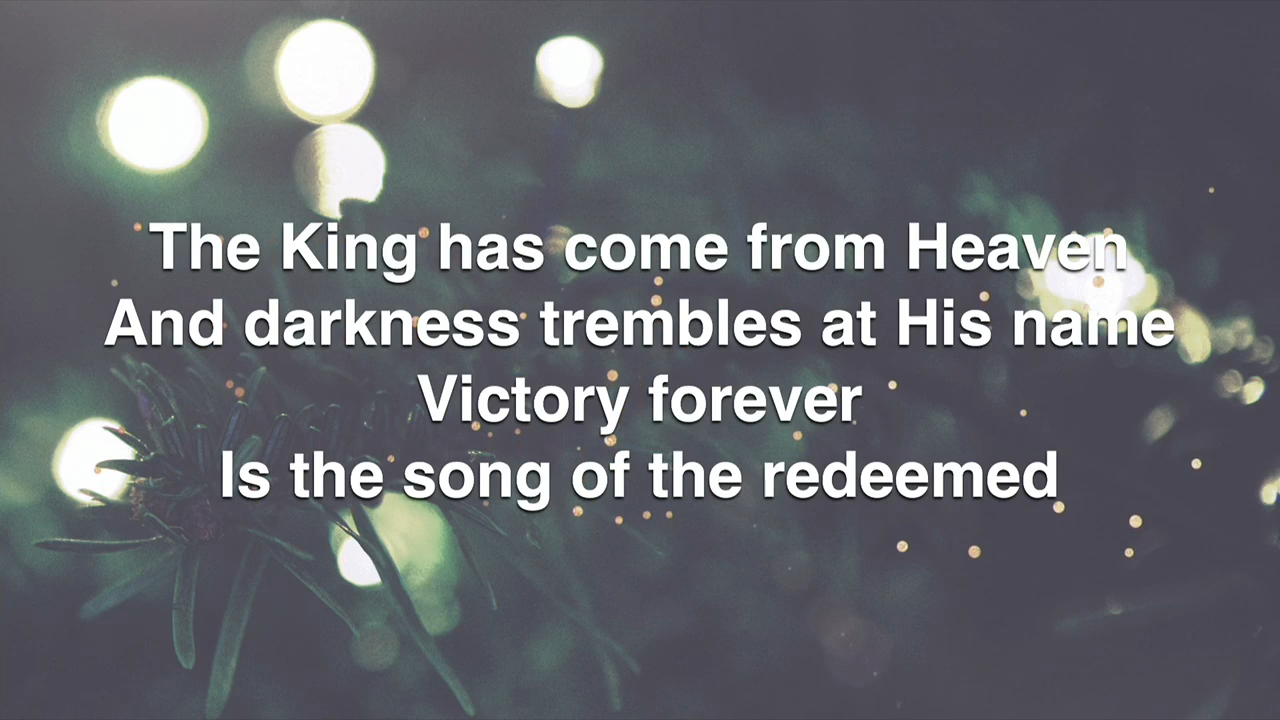 The King has come from Heaven
And darkness trembles at His name
Victory forever
Is the song of the redeemed